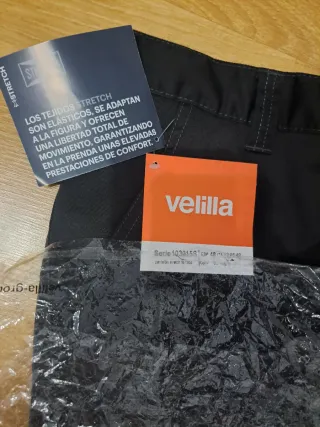 STRETCH
LOS TEJIDOS STRETCH
SON ELÁSTICOS, SE ADAPTAN
A LA FIGURA Y OFRECEN
UNA LIBERTAD TOTAL DE
MOVIMIENTO, GARANTIZANDO
EN LA PRENDA UNAS ELEVADAS
PRESTACIONES DE CONFORT.
velilla
Serie